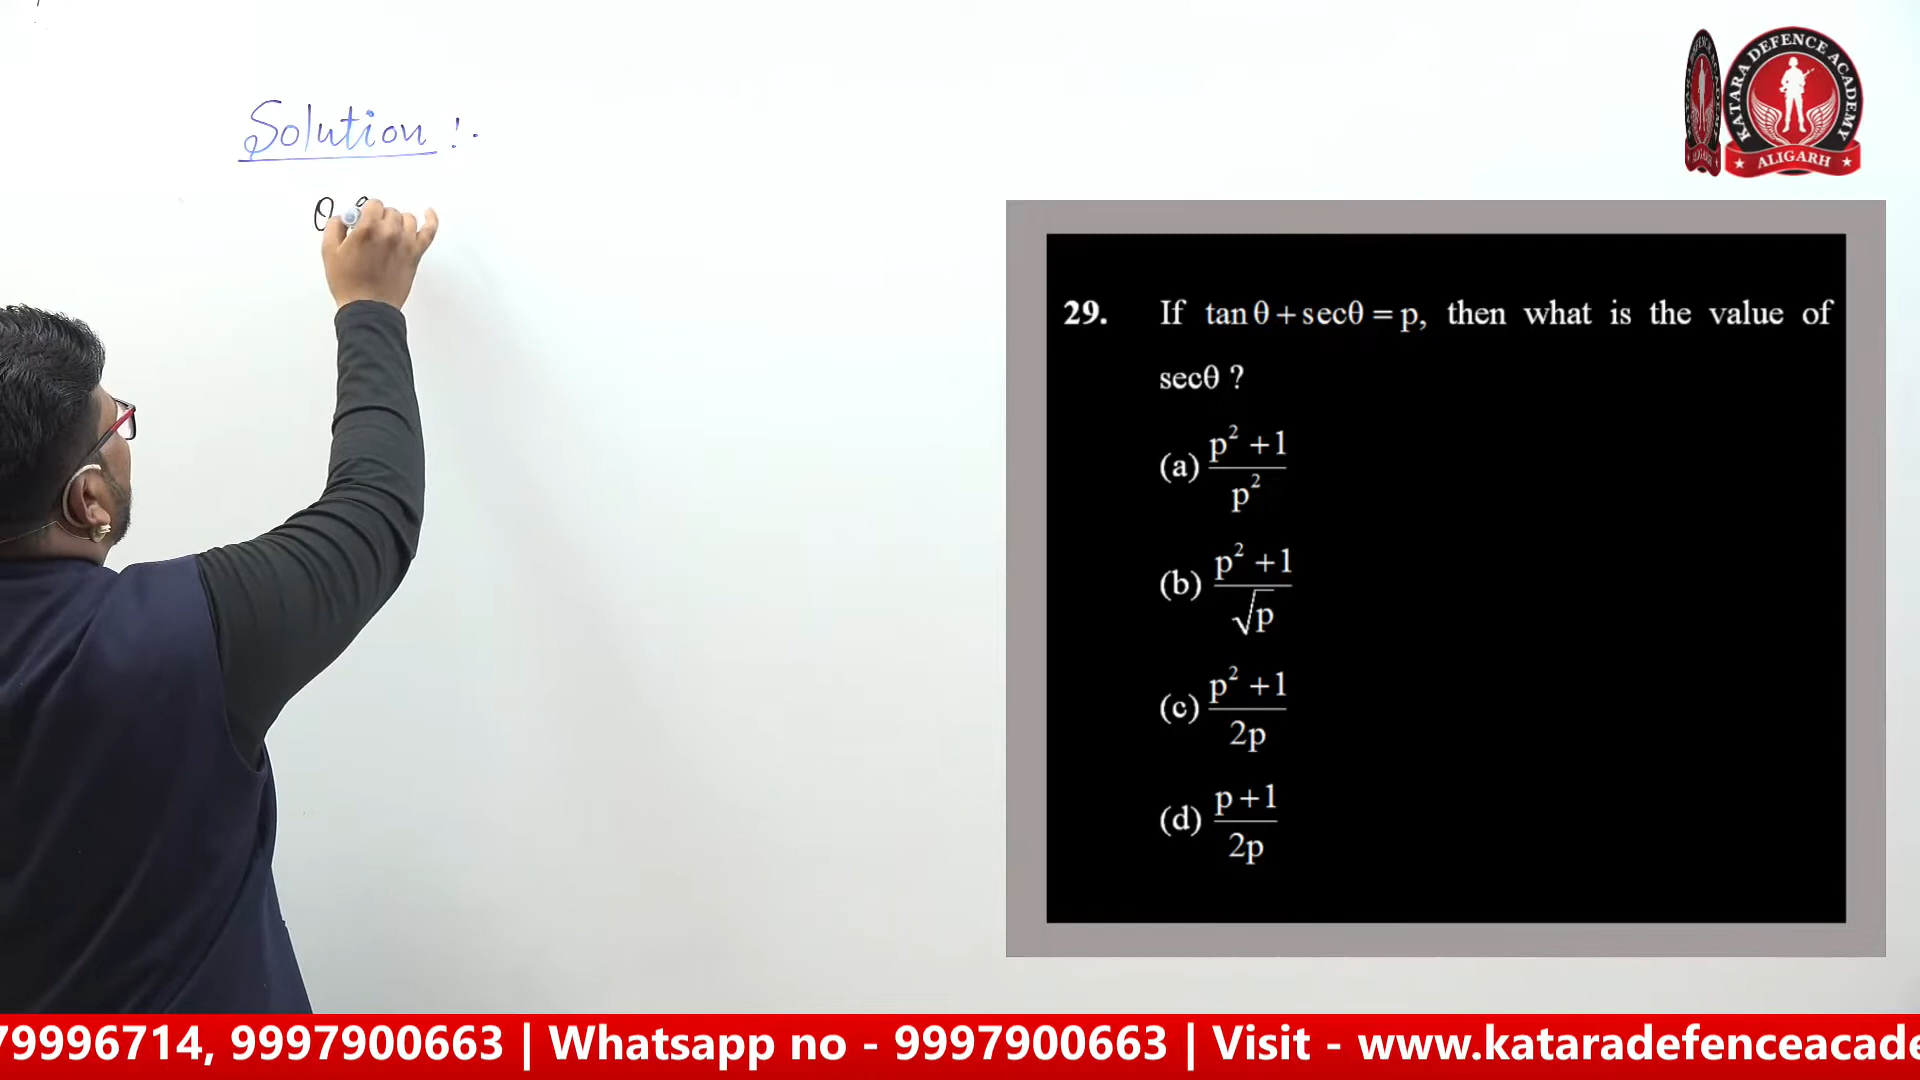 Solution :-
θ
KATARA DEFENCE ACADEMY
ALIGARH
29. If tan θ + secθ = p, then what is the value of
secθ ?
(a) (p² + 1)/p²
(b) (p² + 1)/√p
(c) (p² + 1)/2p
(d) (p + 1)/2p
79996714, 9997900663 | Whatsapp no - 9997900663 | Visit - www.kataradefenceacade